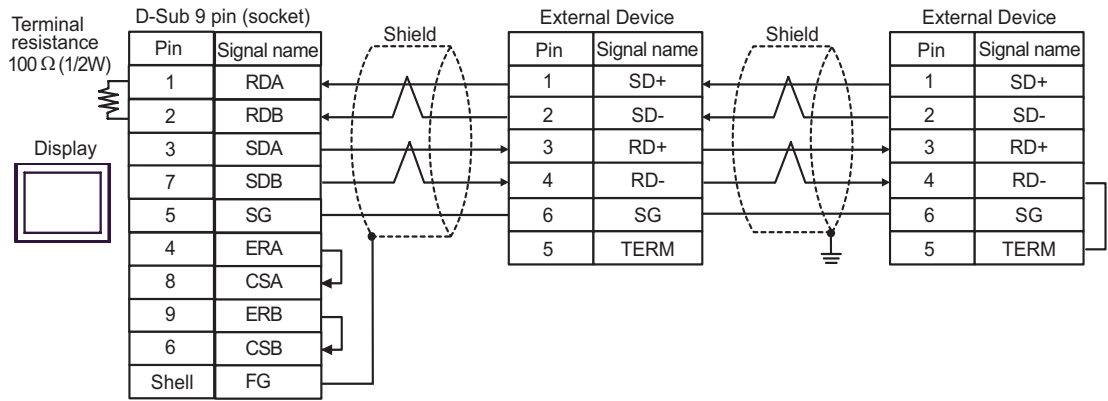 Terminal
resistance
100 Ω (1/2W)
D-Sub 9 pin (socket)
Pin Signal name
1 RDA
2 RDB
3 SDA
7 SDB
5 SG
4 ERA
8 CSA
9 ERB
6 CSB
Shell FG
Display
Shield
External Device
Pin Signal name
1 SD+
2 SD-
3 RD+
4 RD-
6 SG
5 TERM
Shield
External Device
Pin Signal name
1 SD+
2 SD-
3 RD+
4 RD-
6 SG
5 TERM